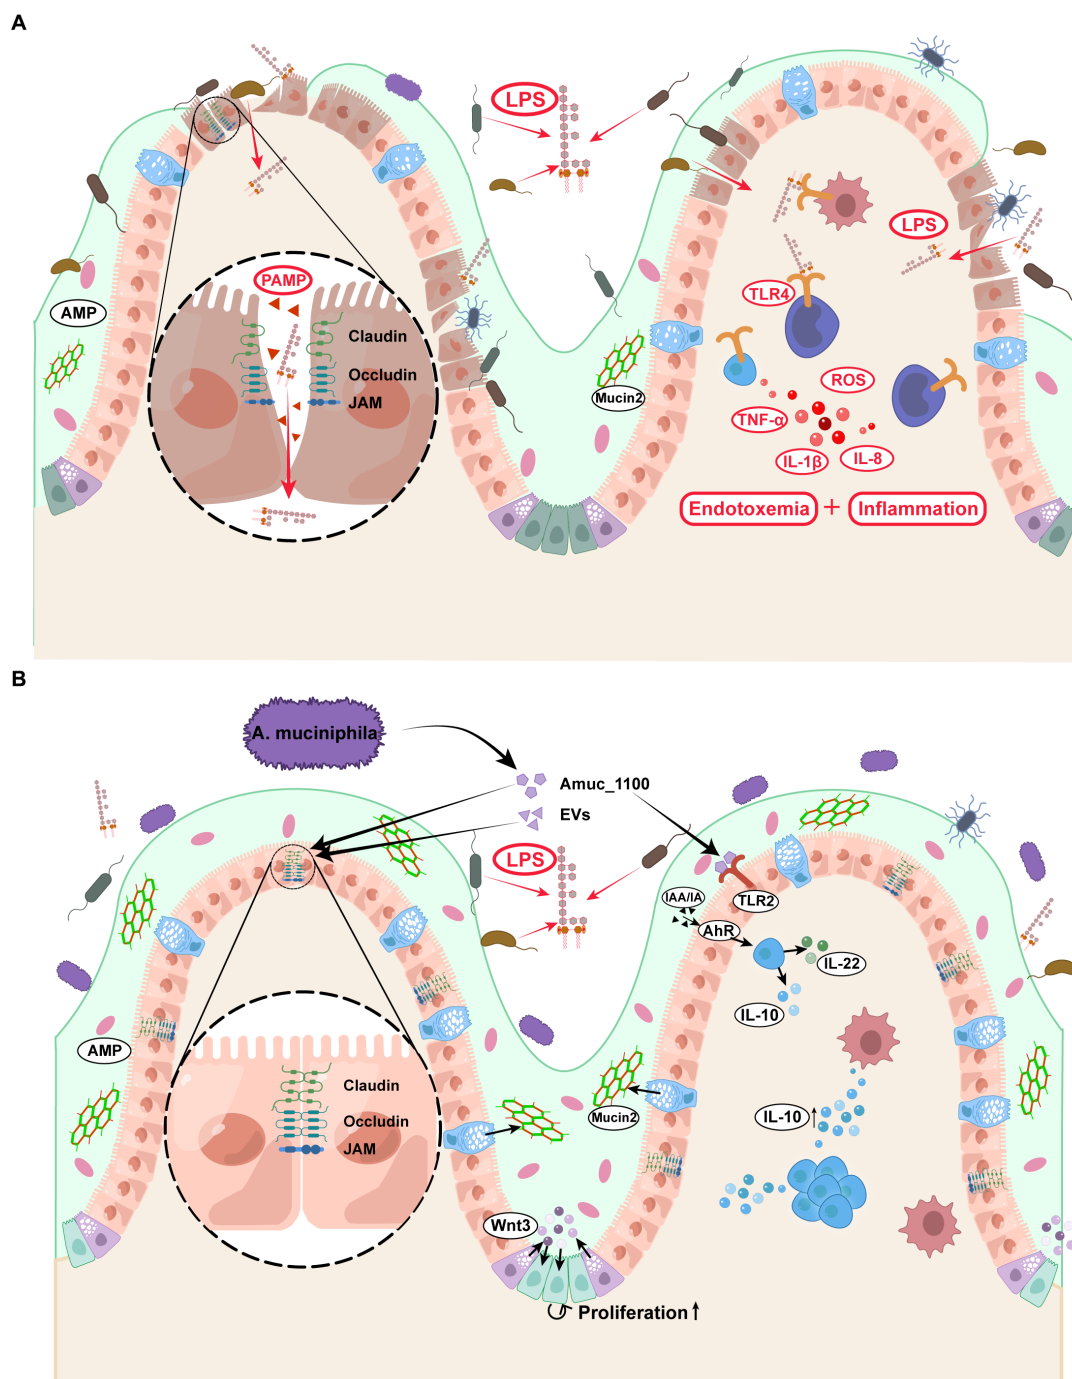 A
LPS
LPS
PAMP
TLR4
AMP
Claudin
ROS
Occludin
Mucin2
JAM
TNF-α
IL-1β
IL-8
Endotoxemia + Inflammation
B
A. muciniphila
Amuc_1100
EVs
LPS
IAA/IA
TLR2
AhR
IL-22
IL-10
AMP
Claudin
Mucin2
IL-10
Occludin
JAM
Wnt3
Proliferation